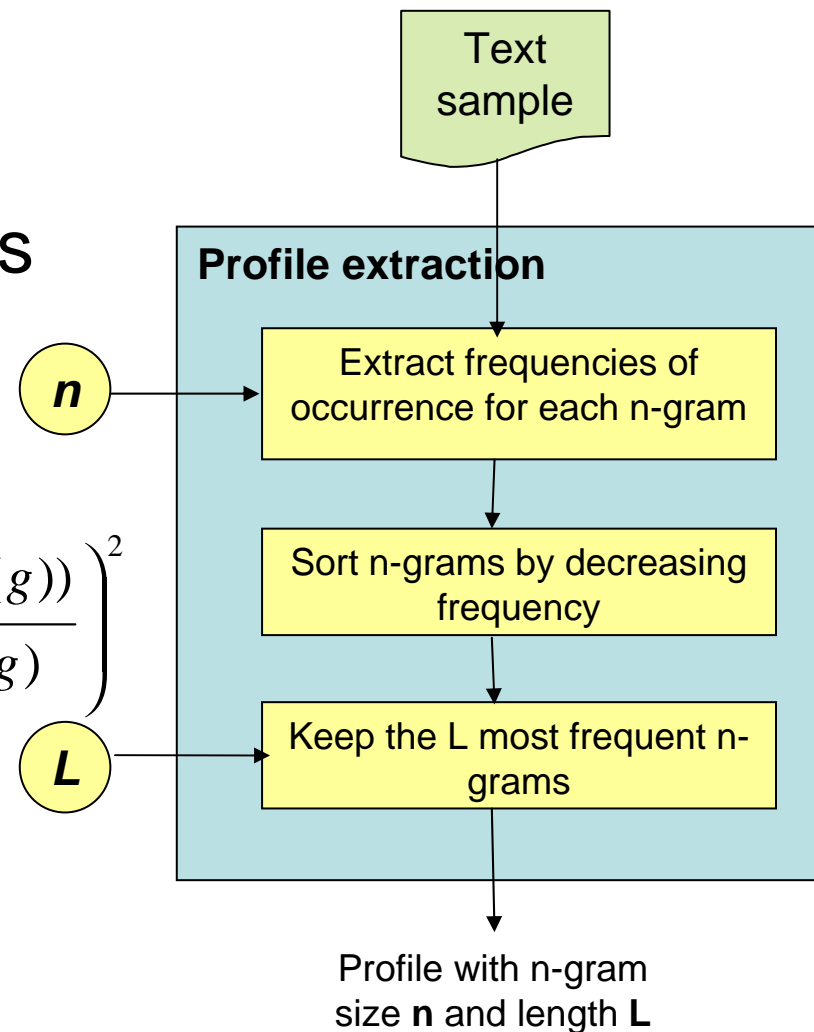 Text
sample
s
Profile extraction
n
Extract frequencies of
occurrence for each n-gram
g))
g)
2
Sort n-grams by decreasing
frequency
L
Keep the L most frequent n-
grams
Profile with n-gram
size n and length L